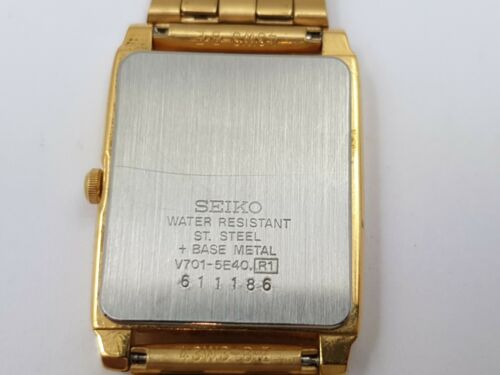 SEIKO
WATER RESISTANT
ST. STEEL
+ BASE METAL
V701-5E40. R1
611186